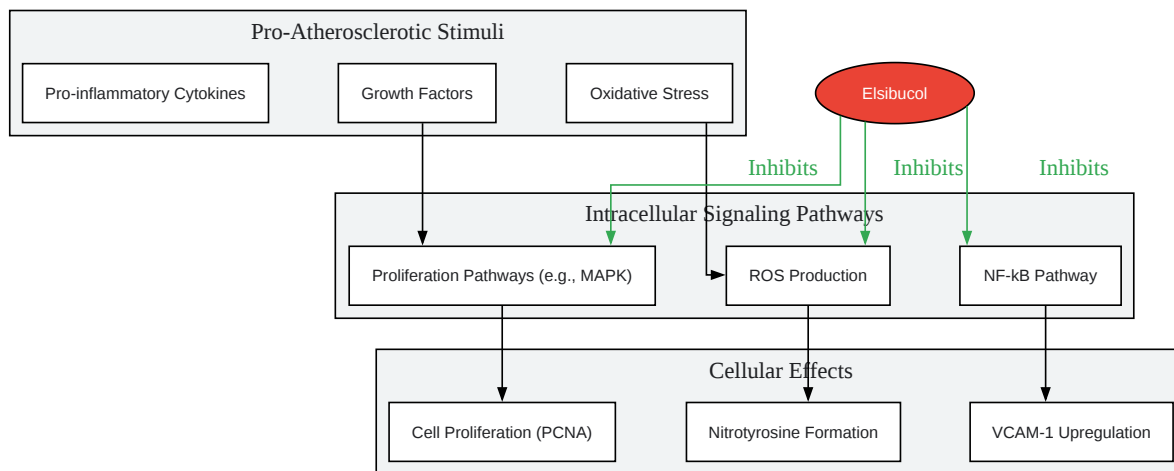 Pro-Atherosclerotic Stimuli
Pro-inflammatory Cytokines
Growth Factors
Oxidative Stress
Elsibucol
Inhibits
Inhibits
Inhibits
Intracellular Signaling Pathways
Proliferation Pathways (e.g., MAPK)
ROS Production
NF-kB Pathway
Cellular Effects
Cell Proliferation (PCNA)
Nitrotyrosine Formation
VCAM-1 Upregulation